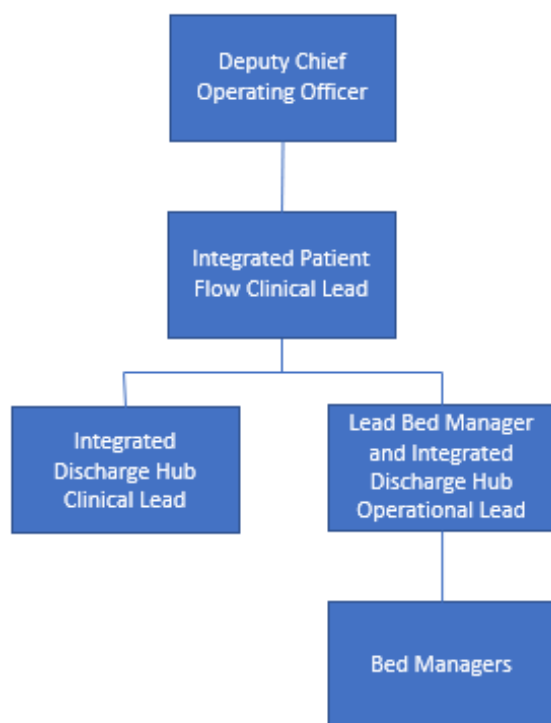 Deputy Chief
Operating Officer
Integrated Patient
Flow Clinical Lead
Integrated
Discharge Hub
Clinical Lead
Lead Bed Manager
and Integrated
Discharge Hub
Operational Lead
Bed Managers